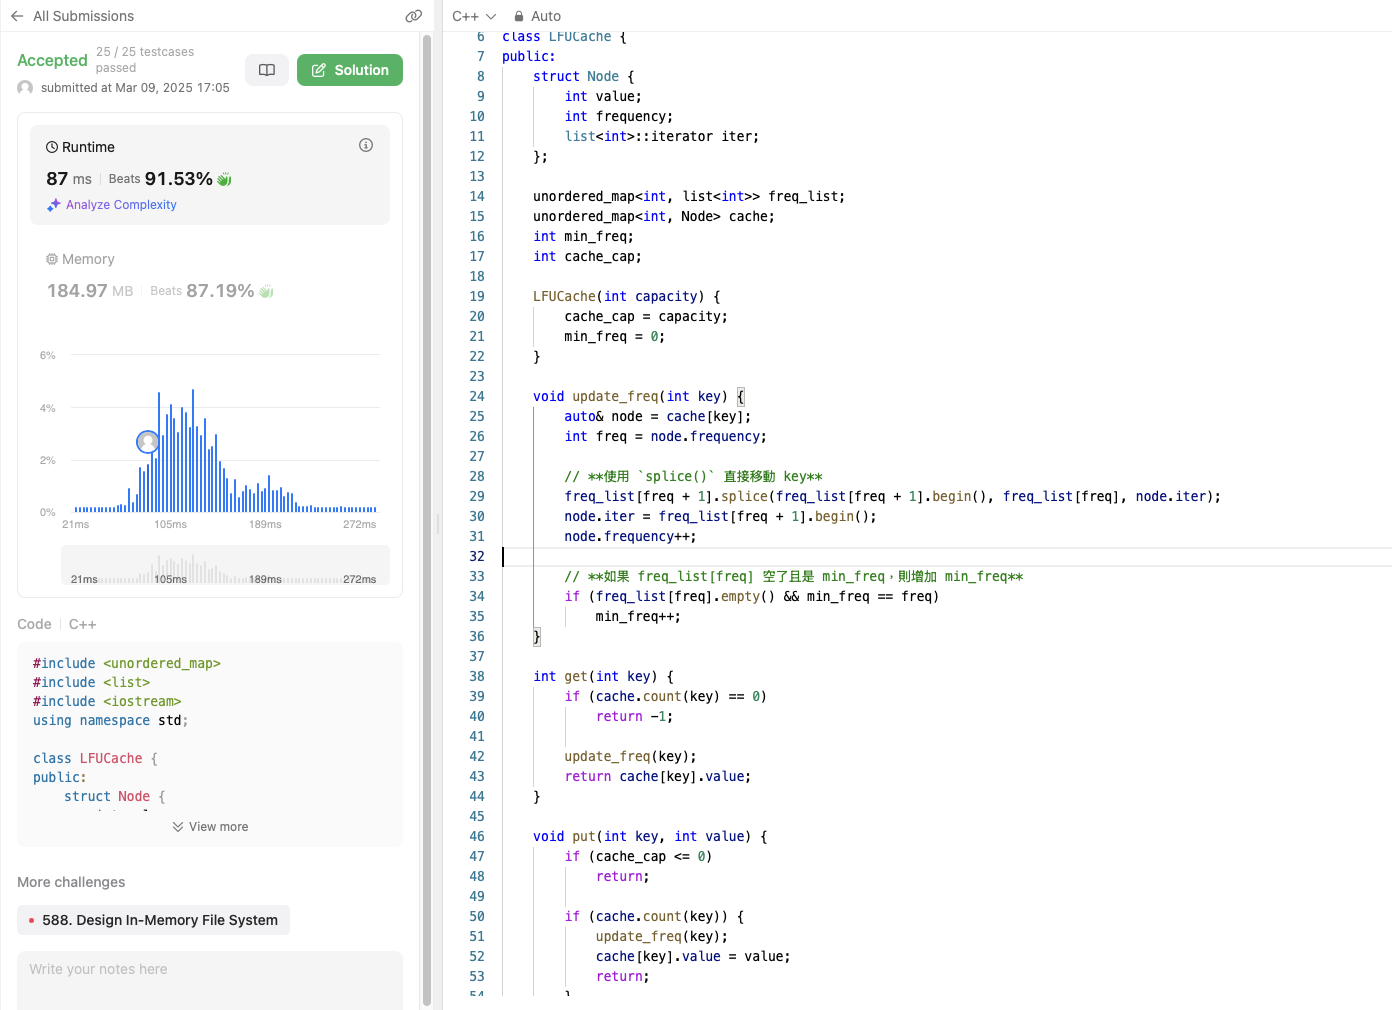 All Submissions
Accepted
25 / 25 testcases
passed
submitted at Mar 09, 2025 17:05
Solution
Runtime
87 ms | Beats 91.53%
Analyze Complexity
Memory
184.97 MB | Beats 87.19%
6%
4%
2%
0%
21ms 105ms 189ms 272ms
21ms 105ms 189ms 272ms
Code | C++
#include <unordered_map>
#include <list>
#include <iostream>
using namespace std;
class LFUCache {
public:
    struct Node {
View more
More challenges
588. Design In-Memory File System
Write your notes here
C++ Auto
6 class LFUCache {
7 public:
8     struct Node {
9         int value;
10         int frequency;
11         list<int>::iterator iter;
12     };
13
14     unordered_map<int, list<int>> freq_list;
15     unordered_map<int, Node> cache;
16     int min_freq;
17     int cache_cap;
18
19     LFUCache(int capacity) {
20         cache_cap = capacity;
21         min_freq = 0;
22     }
23
24     void update_freq(int key) {
25         auto& node = cache[key];
26         int freq = node.frequency;
27
28         // **使用 `splice()` 直接移動 key**
29         freq_list[freq + 1].splice(freq_list[freq + 1].begin(), freq_list[freq], node.iter);
30         node.iter = freq_list[freq + 1].begin();
31         node.frequency++;
32
33         // **如果 freq_list[freq] 空了且是 min_freq，則增加 min_freq**
34         if (freq_list[freq].empty() && min_freq == freq)
35             min_freq++;
36     }
37
38     int get(int key) {
39         if (cache.count(key) == 0)
40             return -1;
41
42         update_freq(key);
43         return cache[key].value;
44     }
45
46     void put(int key, int value) {
47         if (cache_cap <= 0)
48             return;
49
50         if (cache.count(key)) {
51             update_freq(key);
52             cache[key].value = value;
53             return;
54         }